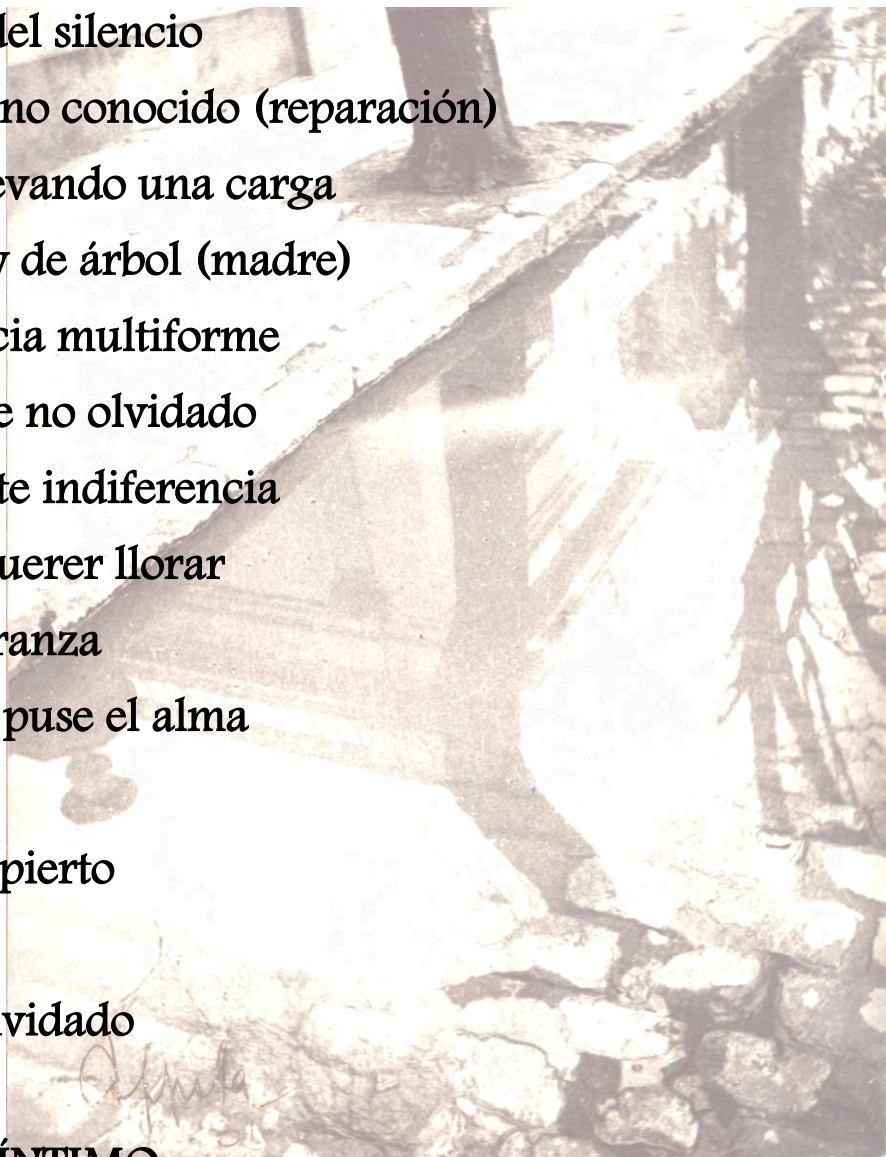 del silencio
no conocido (reparación)
evando una carga
y de árbol (madre)
cia multiforme
e no olvidado
te indiferencia
uerer llorar
ranza
puse el alma
pierto
vidado
ÍNTIMO